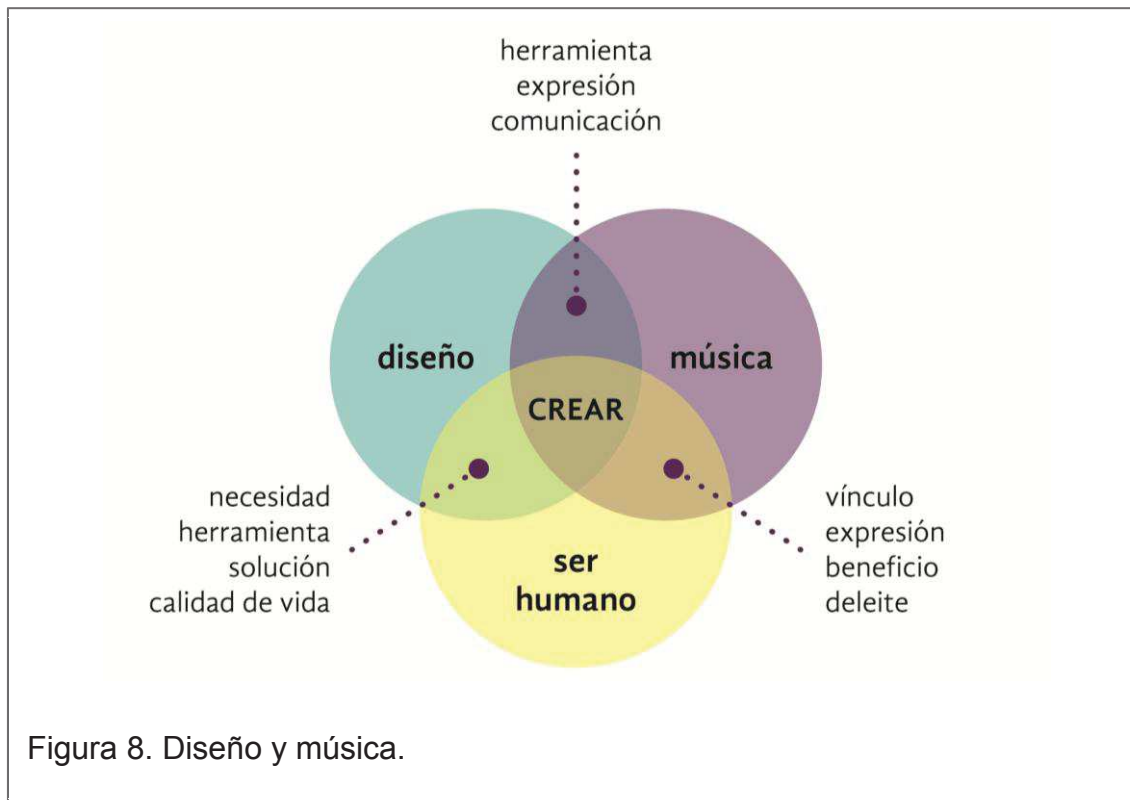 herramienta
expresión
comunicación
diseño
música
CREAR
necesidad
herramienta
solución
calidad de vida
vínculo
expresión
beneficio
deleite
ser
humano
Figura 8. Diseño y música.